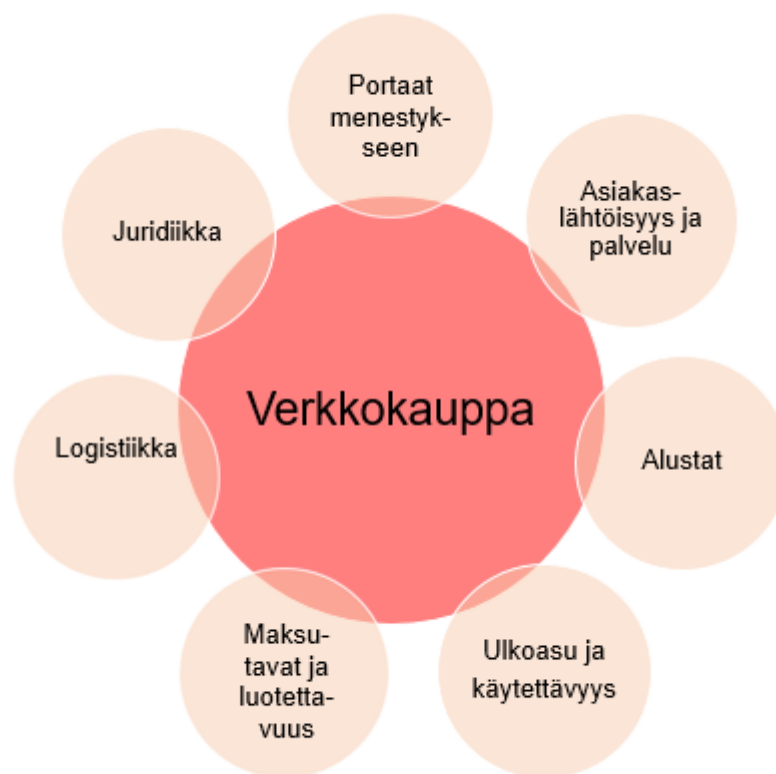 Portaat
menestyk-
seen
Asiakas-
lähtöisyys ja
palvelu
Juridiikka
Verkkokauppa
Logistiikka
Alustat
Maksu-
tavat ja
luotetta-
vuus
Ulkoasu ja
käytettävyys